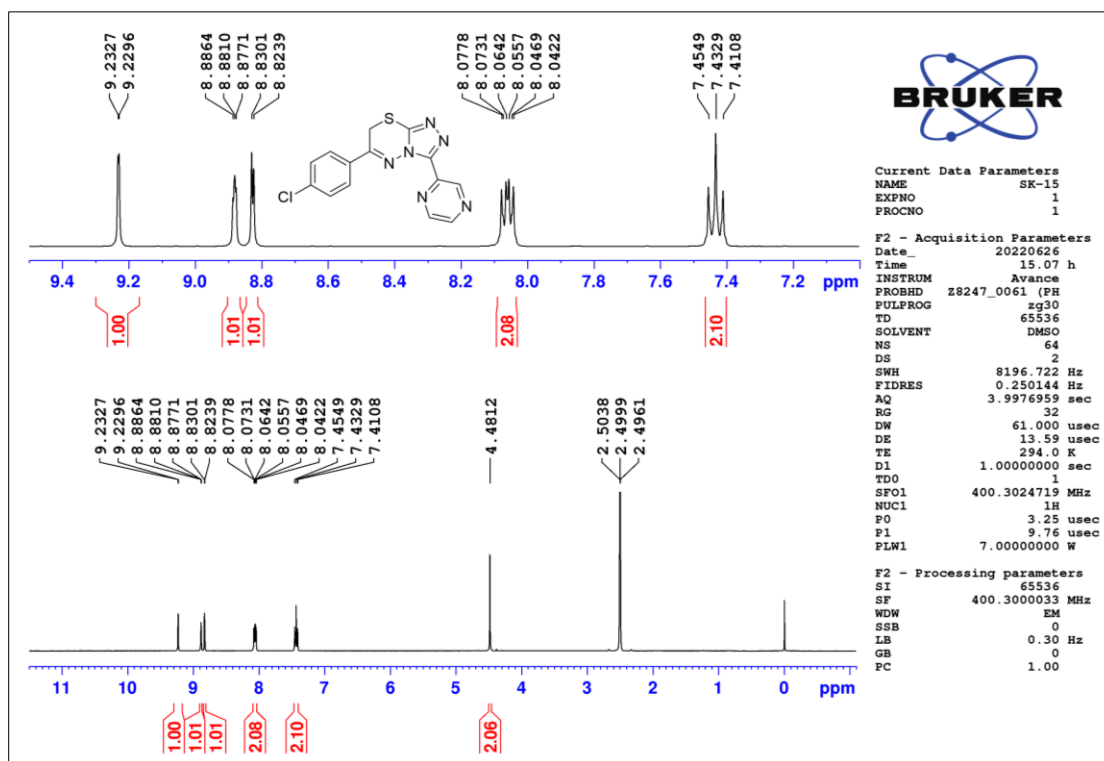 9.2327
9.2296
8.8864
8.8810
8.8771
8.8301
8.8239
8.0778
8.0731
8.0642
8.0557
8.0469
8.0422
7.4549
7.4329
7.4108
S
N
N
N
N
N
N
Cl
9.4 9.2 9.0 8.8 8.6 8.4 8.2 8.0 7.8 7.6 7.4 7.2 ppm
1.00
1.01
1.01
2.08
2.10
9.2327
9.2296
8.8864
8.8810
8.8771
8.8301
8.8239
8.0778
8.0731
8.0642
8.0557
8.0469
8.0422
7.4549
7.4329
7.4108
4.4812
2.5038
2.4999
2.4961
11 10 9 8 7 6 5 4 3 2 1 0 ppm
1.00
1.01
1.01
2.08
2.10
2.06
BRUKER
Current Data Parameters
NAME SK-15
EXPNO 1
PROCNO 1
F2 - Acquisition Parameters
Date_ 20220626
Time 15.07 h
INSTRUM Avance
PROBHD Z8247_0061 (PH
PULPROG zg30
TD 65536
SOLVENT DMSO
NS 64
DS 2
SWH 8196.722 Hz
FIDRES 0.250144 Hz
AQ 3.9976959 sec
RG 32
DW 61.000 usec
DE 13.59 usec
TE 294.0 K
D1 1.00000000 sec
TD0 1
SFO1 400.3024719 MHz
NUC1 1H
P0 3.25 usec
P1 9.76 usec
PLW1 7.00000000 W
F2 - Processing parameters
SI 65536
SF 400.3000033 MHz
WDW EM
SSB 0
LB 0.30 Hz
GB 0
PC 1.00